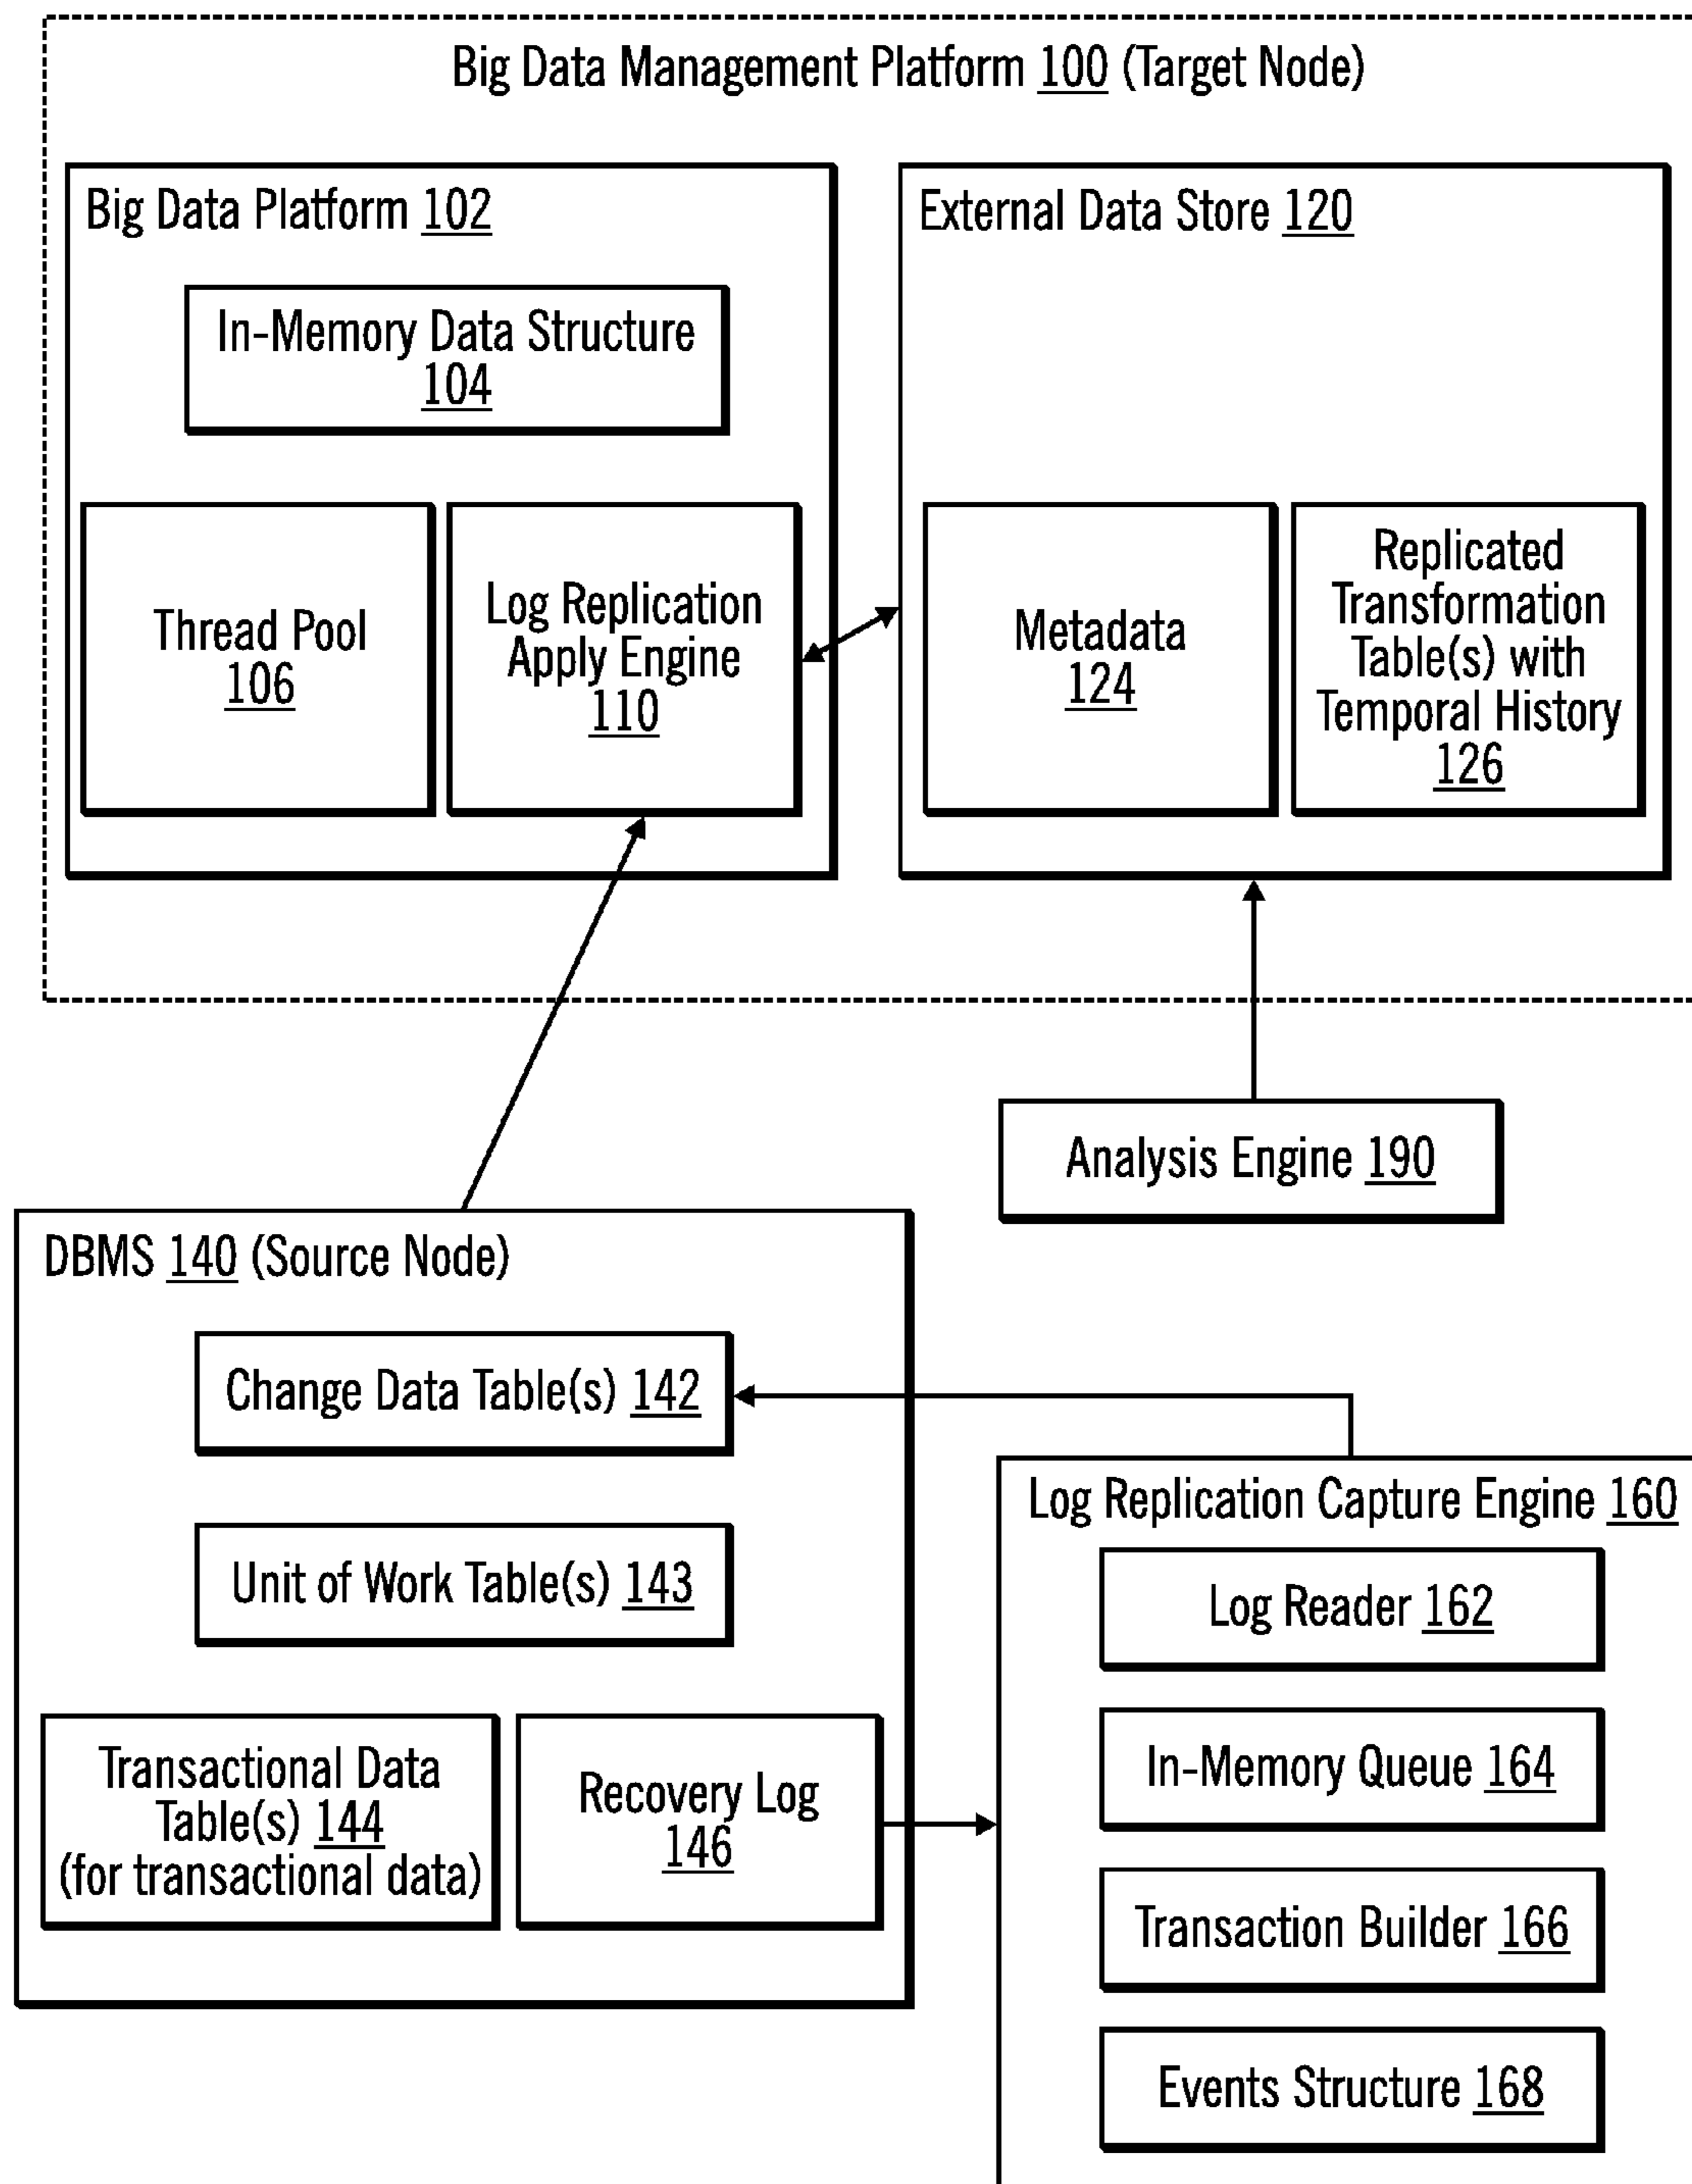 Big Data Management Platform 100 (Target Node)
Big Data Platform 102
In-Memory Data Structure
104
Thread Pool
106
Log Replication
Apply Engine
110
External Data Store 120
Metadata
124
Replicated
Transformation
Table(s) with
Temporal History
126
Analysis Engine 190
DBMS 140 (Source Node)
Change Data Table(s) 142
Unit of Work Table(s) 143
Transactional Data
Table(s) 144
(for transactional data)
Recovery Log
146
Log Replication Capture Engine 160
Log Reader 162
In-Memory Queue 164
Transaction Builder 166
Events Structure 168